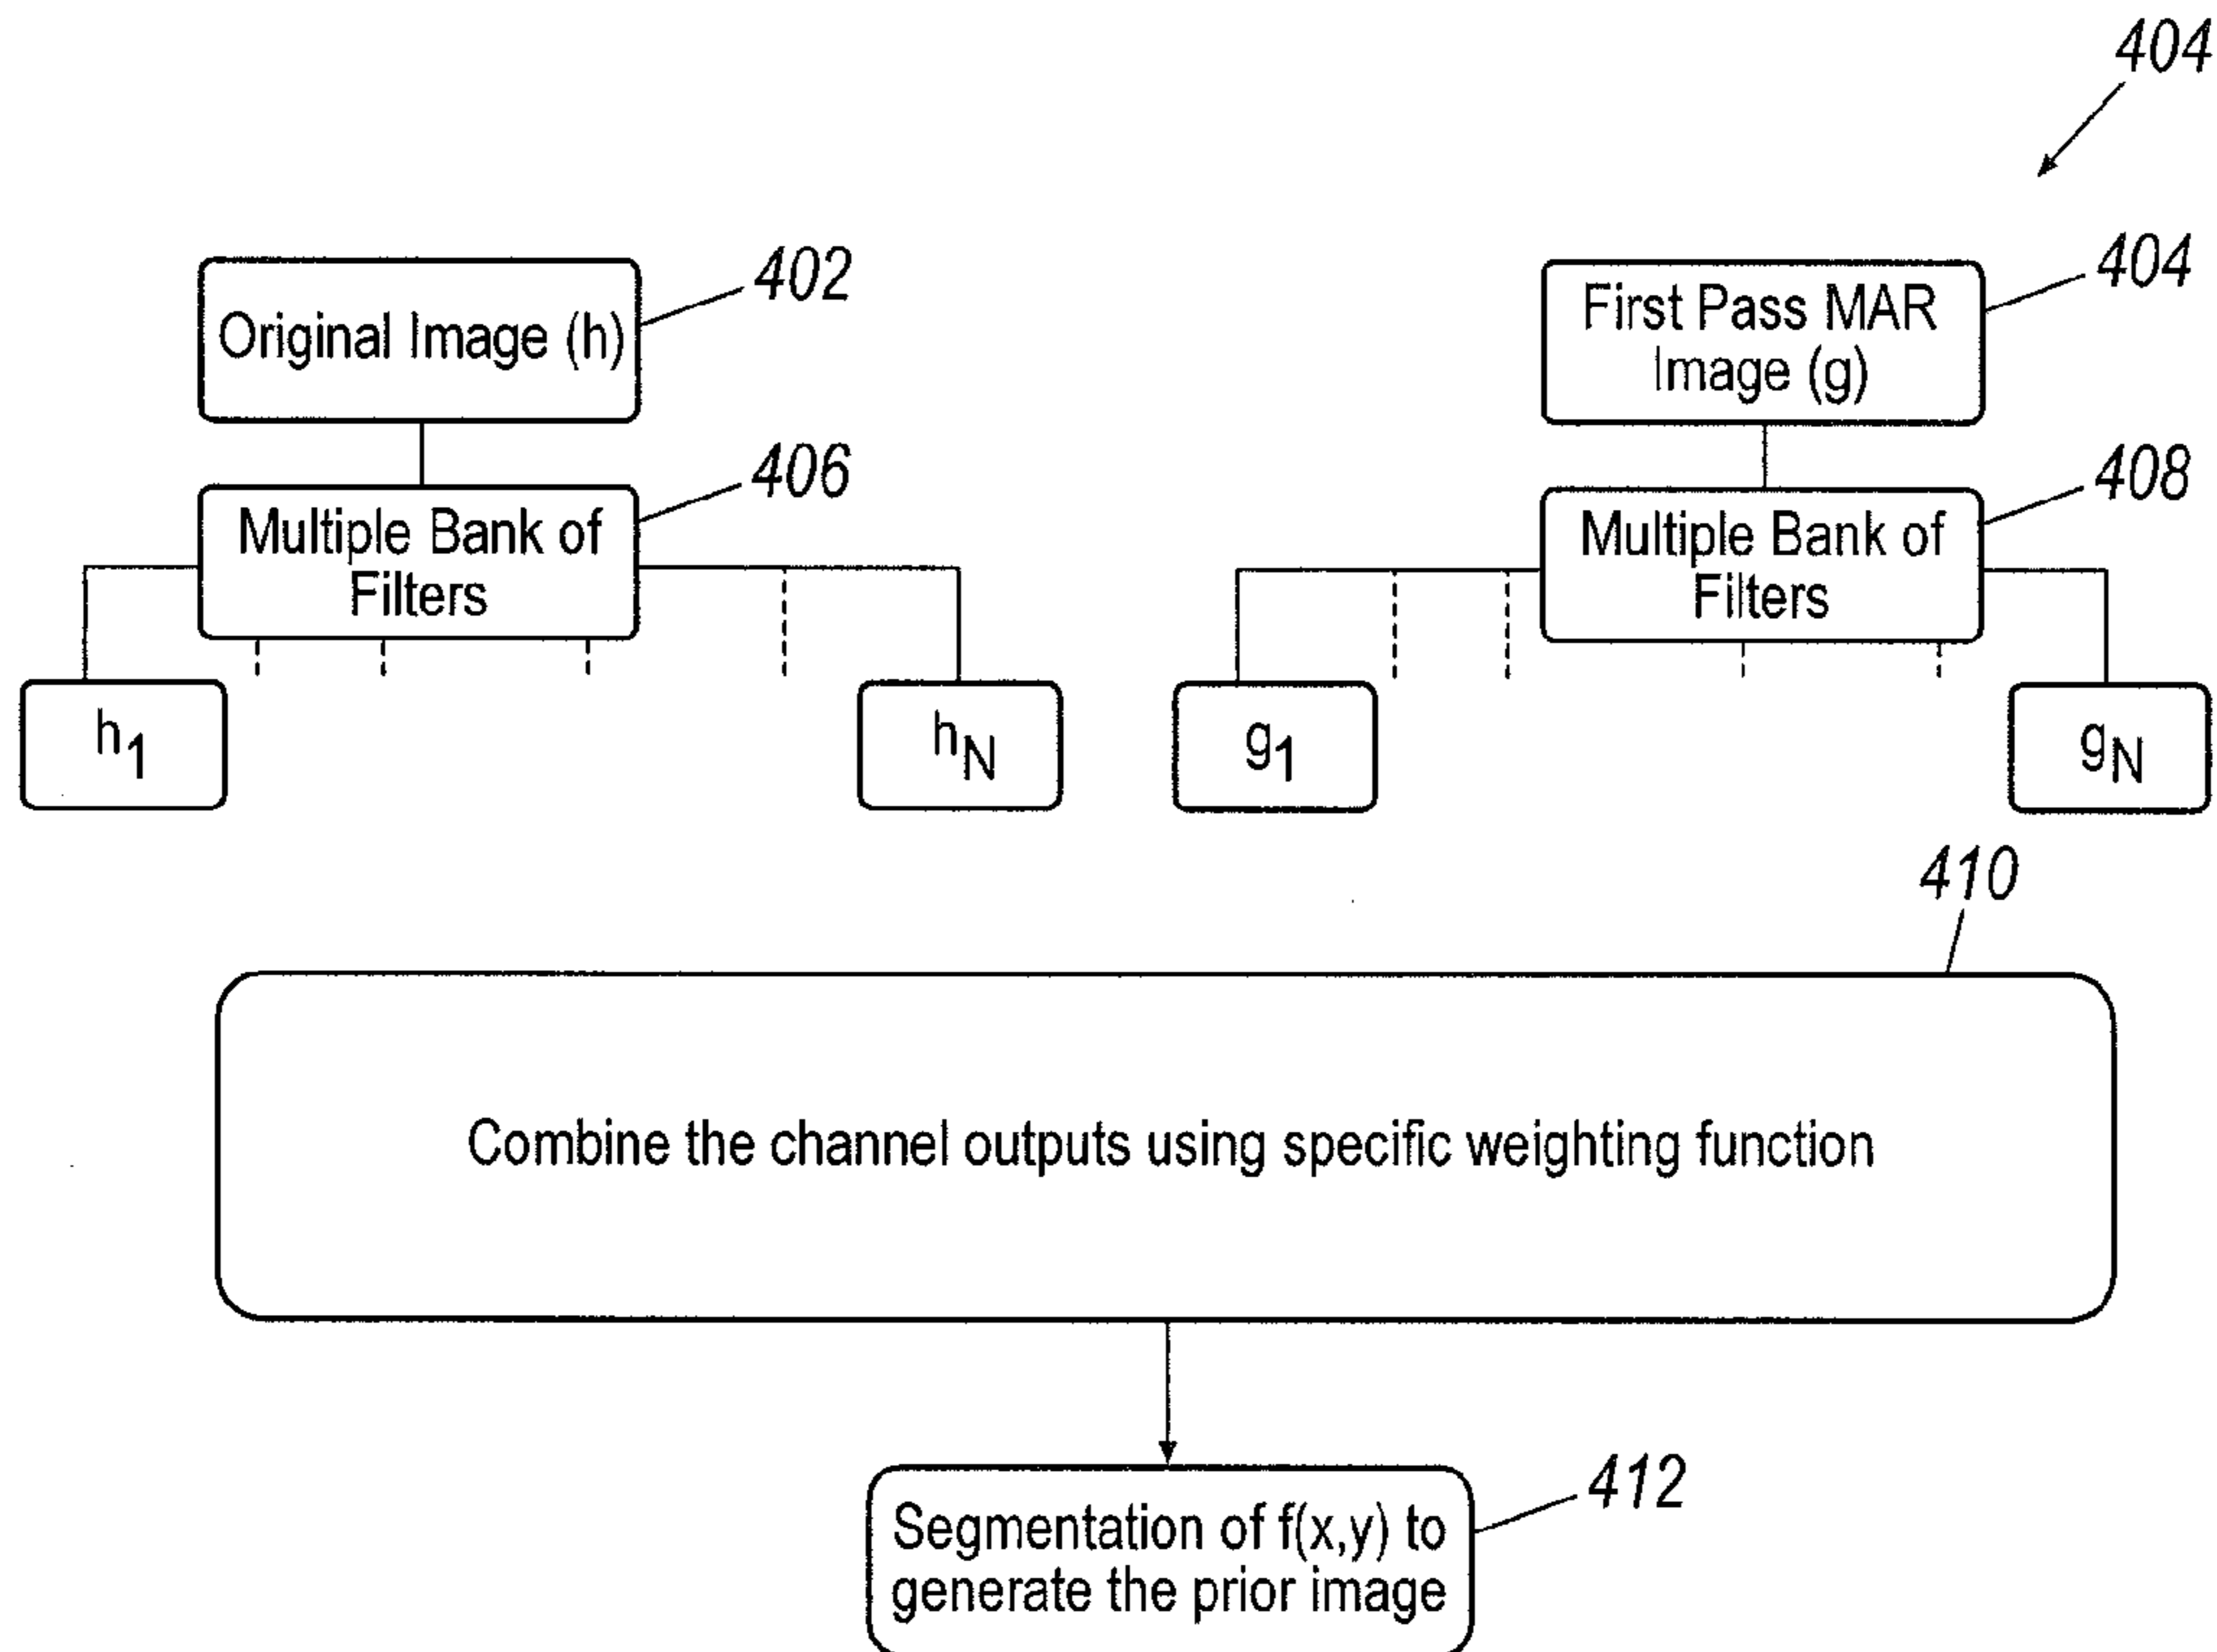 404
402
Original Image (h)
404
First Pass MAR
Image (g)
406
Multiple Bank of
Filters
408
Multiple Bank of
Filters
h1
hN
g1
gN
410
Combine the channel outputs using specific weighting function
412
Segmentation of f(x,y) to
generate the prior image